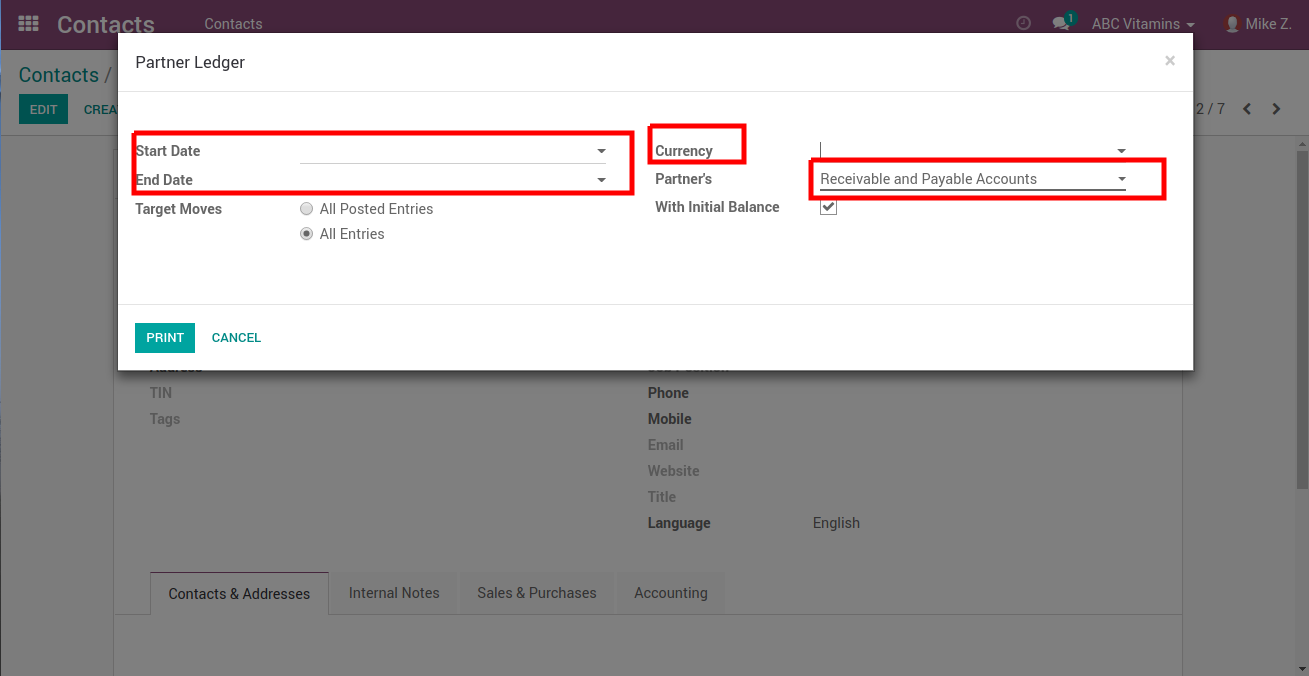 Contacts
Contacts
1
ABC Vitamins
Mike Z.
Partner Ledger
×
Contacts /
EDIT
CREA
2 / 7
Start Date
Currency
End Date
Partner's
Receivable and Payable Accounts
Target Moves
All Posted Entries
With Initial Balance
All Entries
PRINT
CANCEL
TIN
Phone
Tags
Mobile
Email
Website
Title
Language
English
Contacts & Addresses
Internal Notes
Sales & Purchases
Accounting